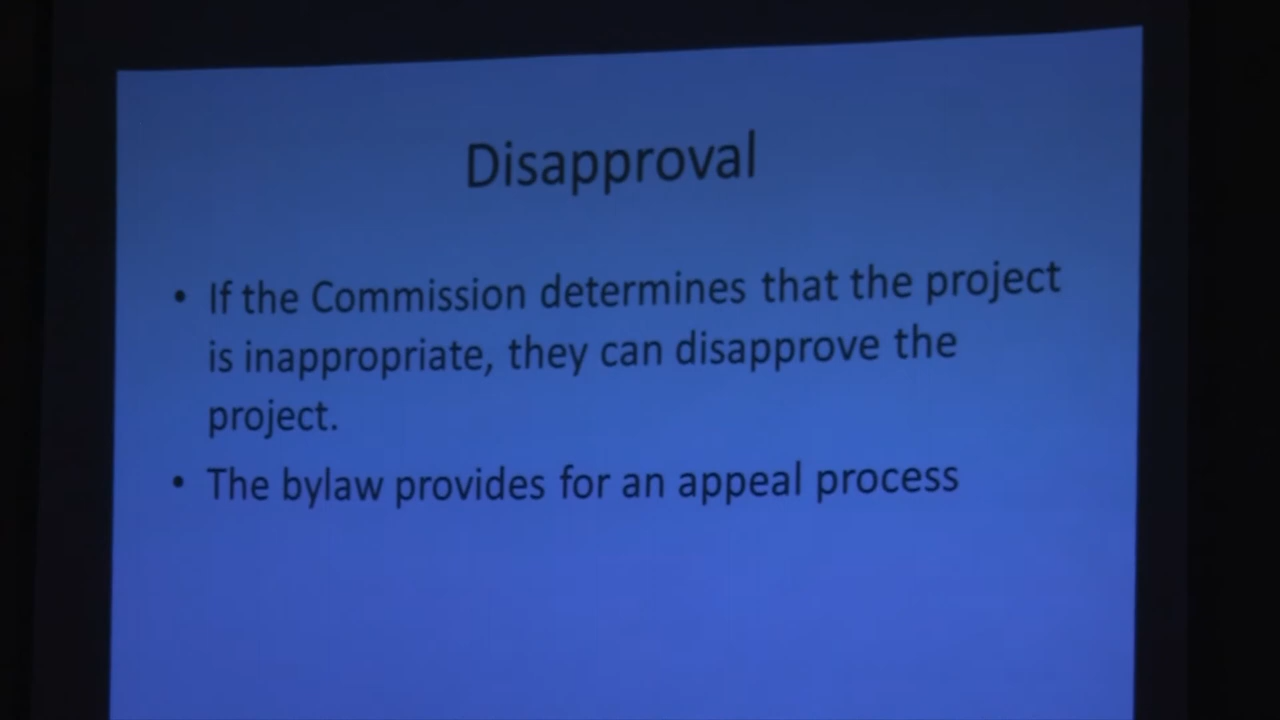 Disapproval
• If the Commission determines that the project
is inappropriate, they can disapprove the
project.
• The bylaw provides for an appeal process